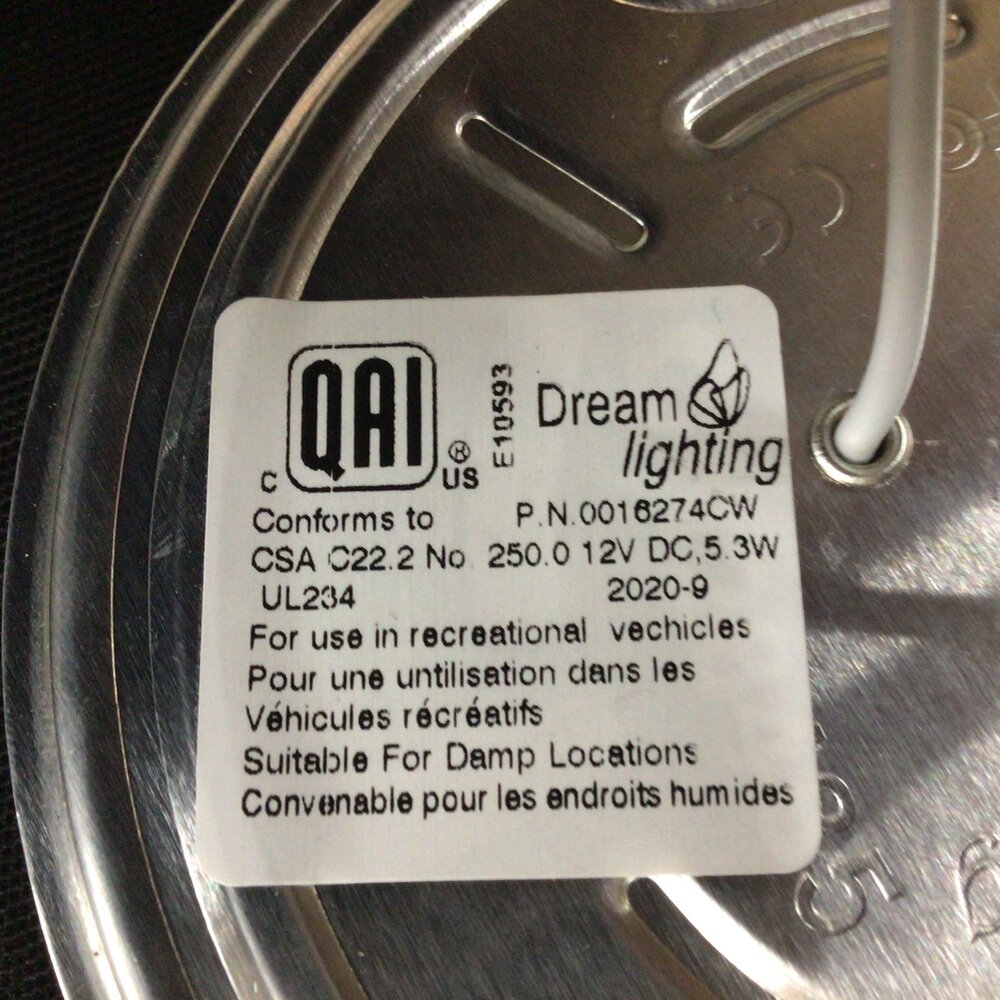 QAI
C
®
US
E10593
Dream
lighting
Conforms to P.N.0016274CW
CSA C22.2 No. 250.0 12V DC,5.3W
UL234 2020-9
For use in recreational vechicles
Pour une untilisation dans les
Véhicules récréatifs
Suitable For Damp Locations
Convenable pour les endroits humides